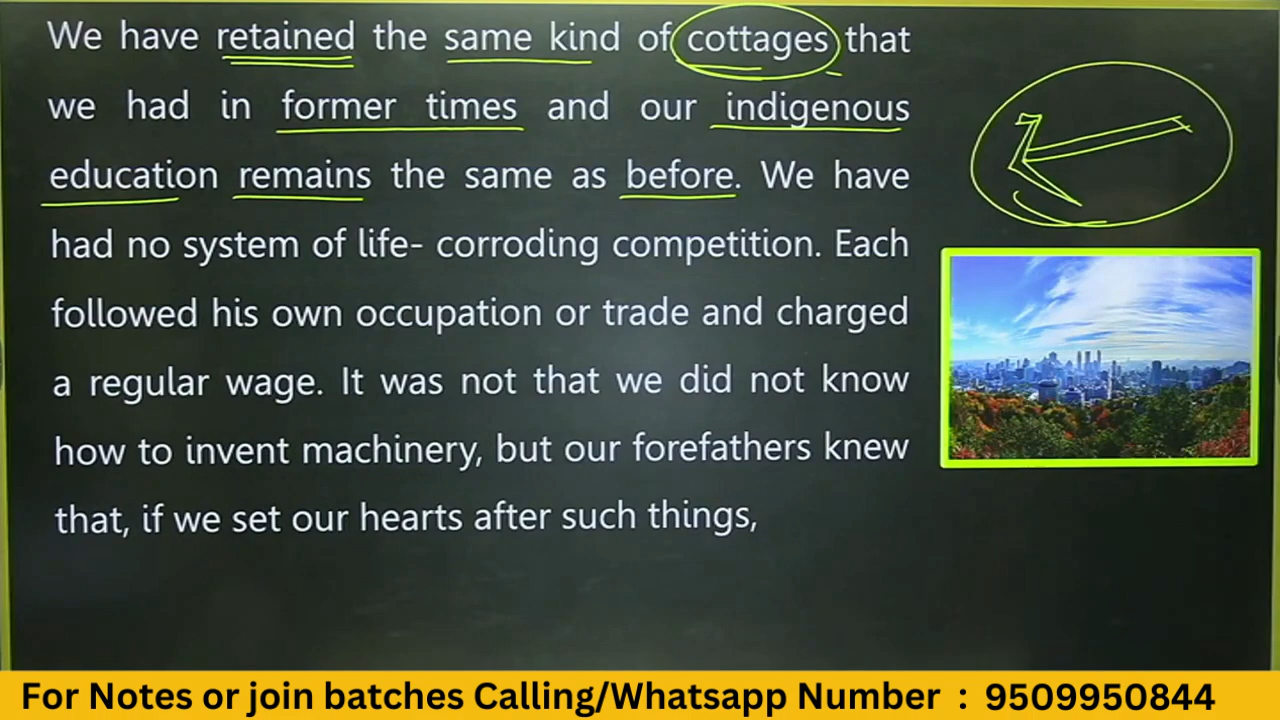 We have retained the same kind of cottages that
we had in former times and our indigenous
education remains the same as before. We have
had no system of life- corroding competition. Each
followed his own occupation or trade and charged
a regular wage. It was not that we did not know
how to invent machinery, but our forefathers knew
that, if we set our hearts after such things,
For Notes or join batches Calling/Whatsapp Number : 9509950844